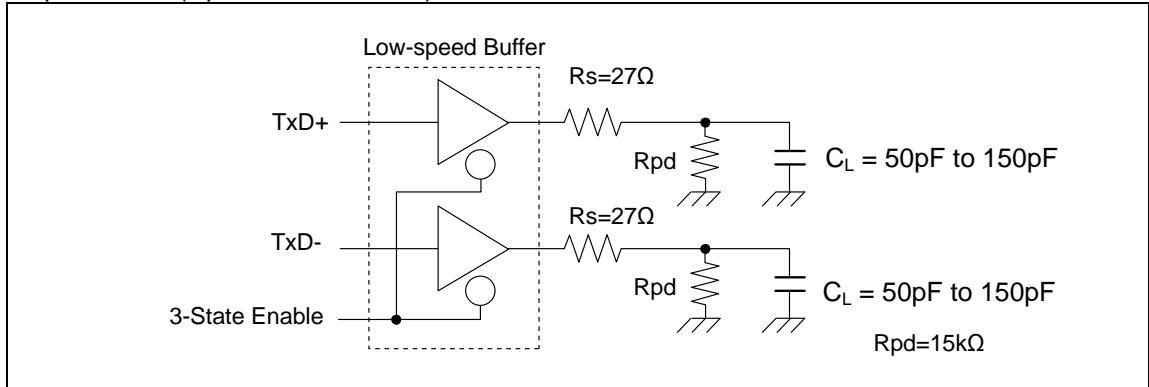 Low-speed Buffer
Rs=27Ω
TxD+
Rpd
CL = 50pF to 150pF
Rs=27Ω
TxD-
Rpd
CL = 50pF to 150pF
3-State Enable
Rpd=15kΩ